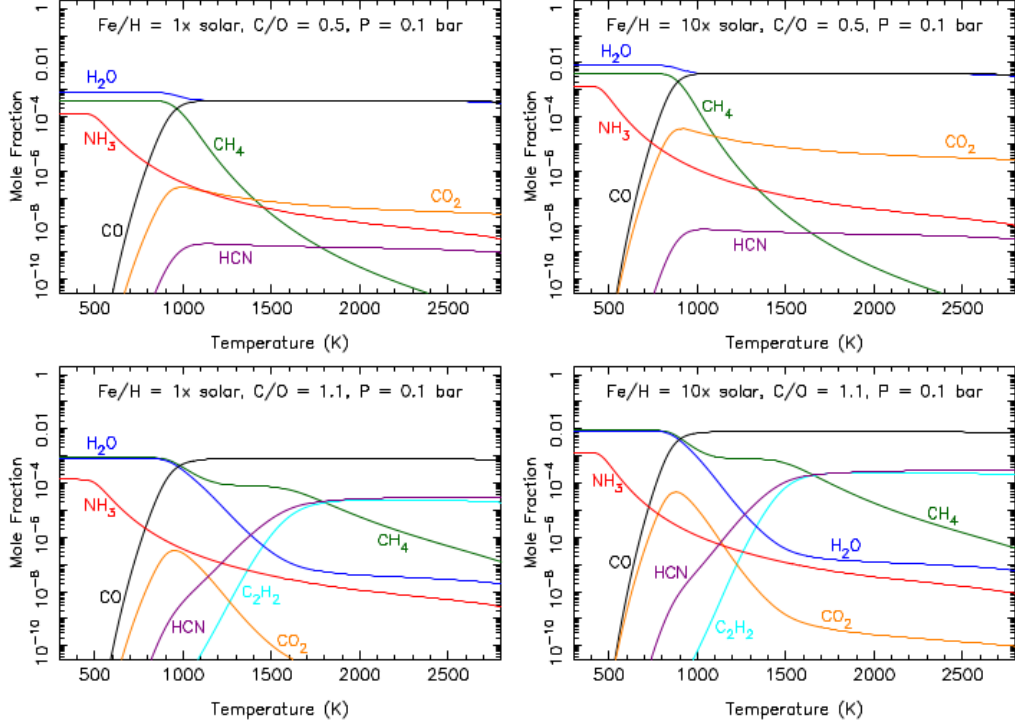 Fe/H = 1x solar, C/O = 0.5, P = 0.1 bar
Mole Fraction
1
0.01
10⁻⁴
10⁻⁶
10⁻⁸
10⁻¹⁰
H₂O
NH₃
CH₄
CO
CO₂
HCN
500 1000 1500 2000 2500
Temperature (K)
Fe/H = 10x solar, C/O = 0.5, P = 0.1 bar
Mole Fraction
1
0.01
10⁻⁴
10⁻⁶
10⁻⁸
10⁻¹⁰
H₂O
NH₃
CH₄
CO₂
CO
HCN
500 1000 1500 2000 2500
Temperature (K)
Fe/H = 1x solar, C/O = 1.1, P = 0.1 bar
Mole Fraction
1
0.01
10⁻⁴
10⁻⁶
10⁻⁸
10⁻¹⁰
H₂O
NH₃
CH₄
CO
C₂H₂
HCN
CO₂
500 1000 1500 2000 2500
Temperature (K)
Fe/H = 10x solar, C/O = 1.1, P = 0.1 bar
Mole Fraction
1
0.01
10⁻⁴
10⁻⁶
10⁻⁸
10⁻¹⁰
NH₃
CH₄
CO
HCN
H₂O
CO₂
C₂H₂
500 1000 1500 2000 2500
Temperature (K)